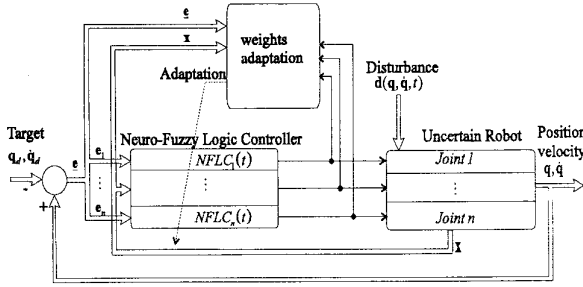 e
x
weights
adaptation
Adaptation
Disturbance
d(q, q̇, t)
Target
q_d, q̇_d
Neuro-Fuzzy Logic Controller
Uncertain Robot
Position
velocity
q, q̇
e
e_1
NFLC_1(t)
Joint 1
⋮
⋮
⋮
-
+
e_n
NFLC_n(t)
Joint n
x